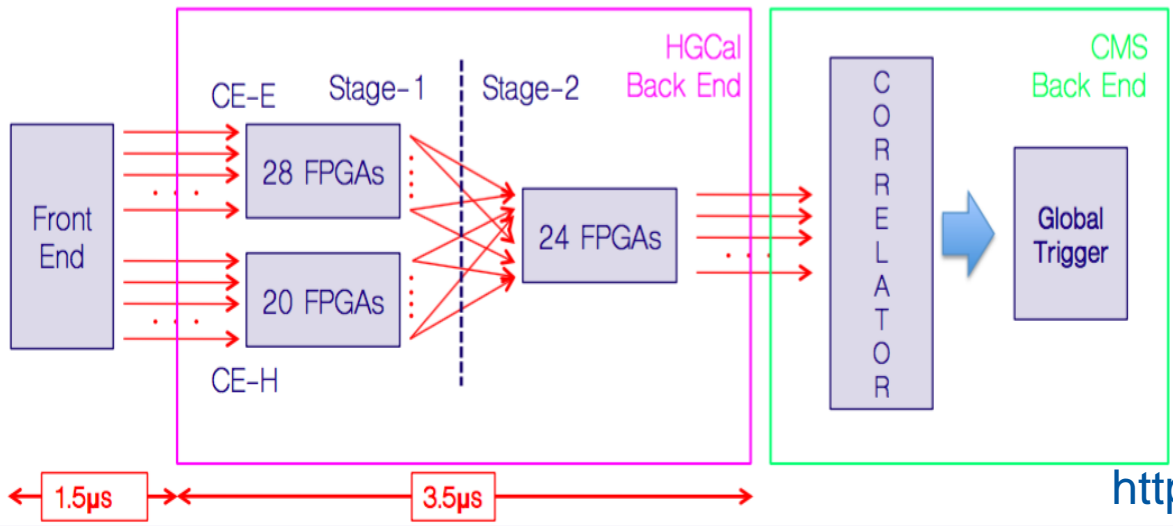 HGCal
Back End
CMS
Back End
CE-E
Stage-1
Stage-2
Front
End
28 FPGAs
20 FPGAs
24 FPGAs
CE-H
C
O
R
R
E
L
A
T
O
R
Global
Trigger
1.5μs
3.5μs
http